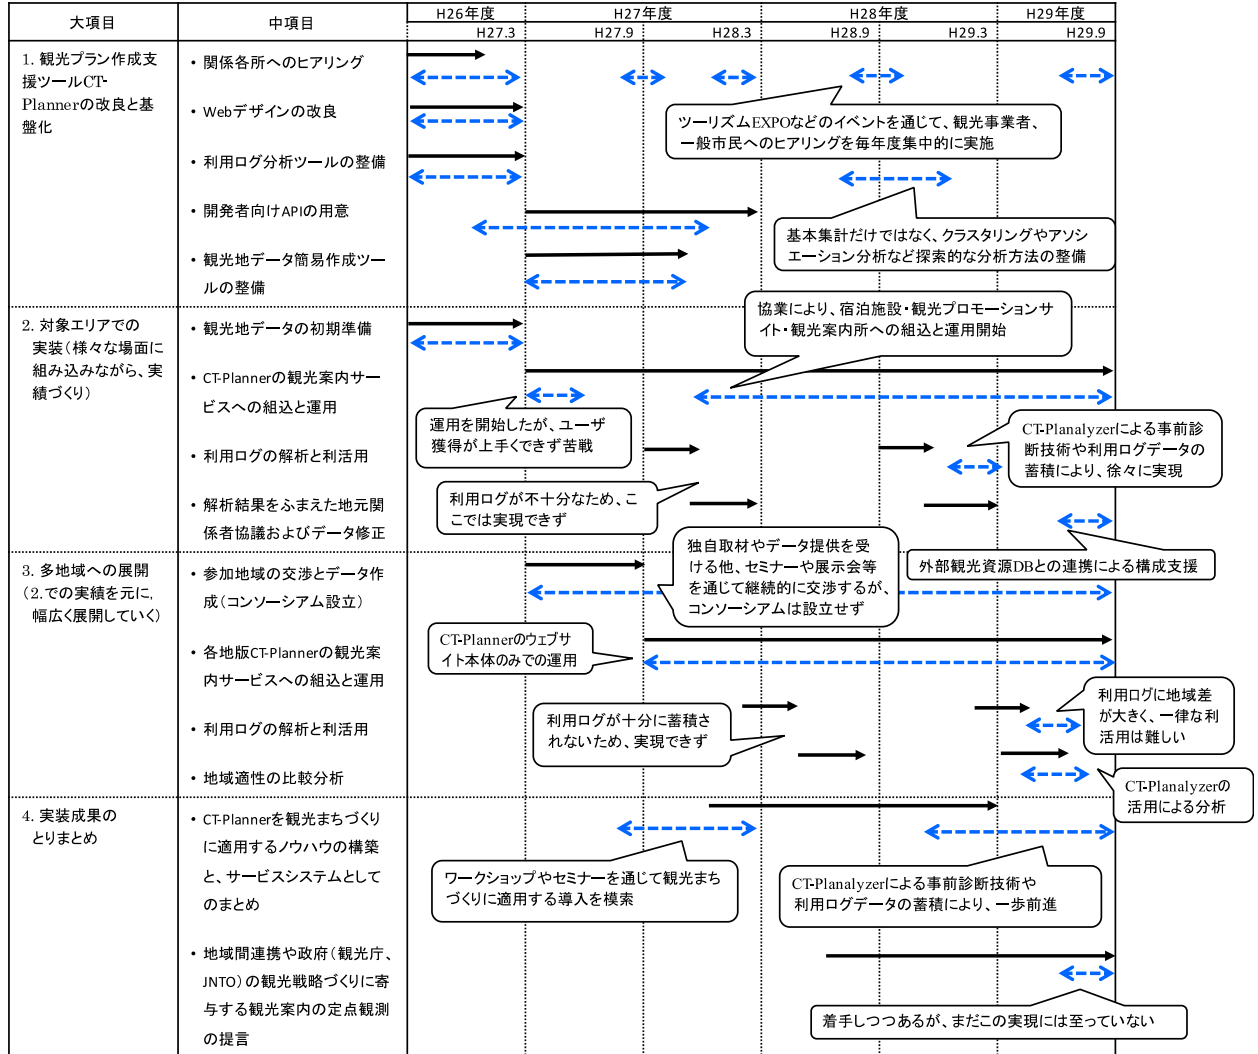 大項目
中項目
H26年度
H27年度
H28年度
H29年度
H27.3
H27.9
H28.3
H28.9
H29.3
H29.9
1. 観光プラン作成支
援ツールCT-
Plannerの改良と基
盤化
• 関係各所へのヒアリング
• Webデザインの改良
• 利用ログ分析ツールの整備
• 開発者向けAPIの用意
• 観光地データ簡易作成ツー
ルの整備
ツーリズムEXPOなどのイベントを通じて、観光事業者、
一般市民へのヒアリングを毎年度集中的に実施
基本集計だけではなく、クラスタリングやアソシ
エーション分析など探索的な分析方法の整備
2. 対象エリアでの
実装（様々な場面に
組み込みながら、実
績づくり）
• 観光地データの初期準備
• CT-Plannerの観光案内サー
ビスへの組込と運用
• 利用ログの解析と利活用
• 解析結果をふまえた地元関
係者協議およびデータ修正
協業により、宿泊施設・観光プロモーションサ
イト・観光案内所への組込と運用開始
運用を開始したが、ユーザ
獲得が上手くできず苦戦
CT-Planalyzerによる事前診
断技術や利用ログデータの
蓄積により、徐々に実現
利用ログが不十分なため、こ
こでは実現できず
外部観光資源DBとの連携による構成支援
3. 多地域への展開
（2.での実績を元に,
幅広く展開していく）
• 参加地域の交渉とデータ作
成（コンソーシアム設立）
• 各地版CT-Plannerの観光案
内サービスへの組込と運用
• 利用ログの解析と利活用
• 地域適性の比較分析
独自取材やデータ提供を受
ける他、セミナーや展示会等
を通じて継続的に交渉するが、
コンソーシアムは設立せず
CT-Plannerのウェブサ
イト本体のみでの運用
利用ログが十分に蓄積さ
れないため、実現できず
利用ログに地域差
が大きく、一律な利
活用は難しい
CT-Planalyzerの
活用による分析
4. 実装成果の
とりまとめ
• CT-Plannerを観光まちづくり
に適用するノウハウの構築
と、サービスシステムとして
のまとめ
• 地域間連携や政府（観光庁、
JNTO）の観光戦略づくりに寄
与する観光案内の定点観測
の提言
ワークショップやセミナーを通じて観光まち
づくりに適用する導入を模索
CT-Planalyzerによる事前診断技術や
利用ログデータの蓄積により、一歩前進
着手しつつあるが、まだこの実現には至っていない